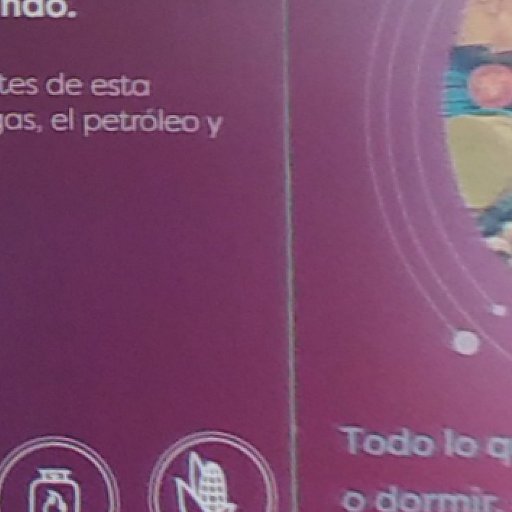 ndo.
tes de esta
gas, el petróleo y
Todo lo q
o dormir,